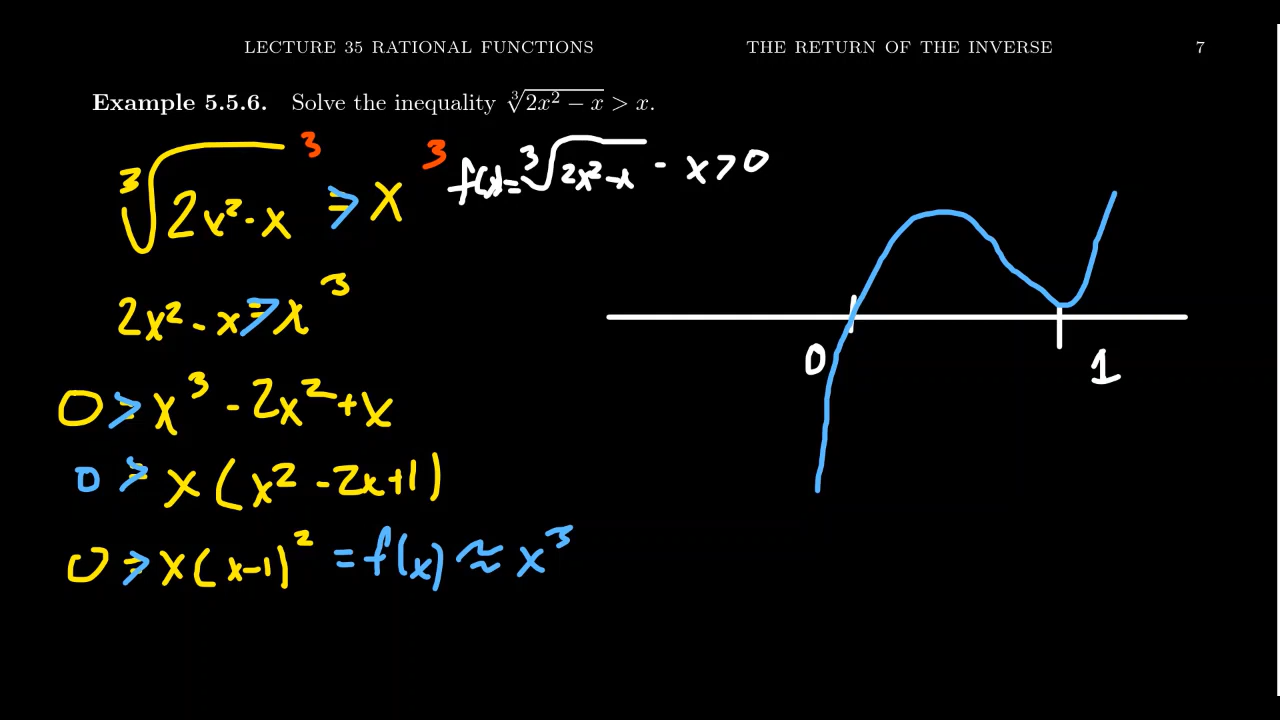 LECTURE 35 RATIONAL FUNCTIONS THE RETURN OF THE INVERSE 7
Example 5.5.6. Solve the inequality ∛(2x² − x) > x.
∛(2x² - x)³ > x³
f(x) = ∛(2x² - x) - x > 0
2x² - x > x³
0 > x³ - 2x² + x
0 > x(x² - 2x + 1)
0 > x(x-1)² = f(x) ≈ x³
0 1